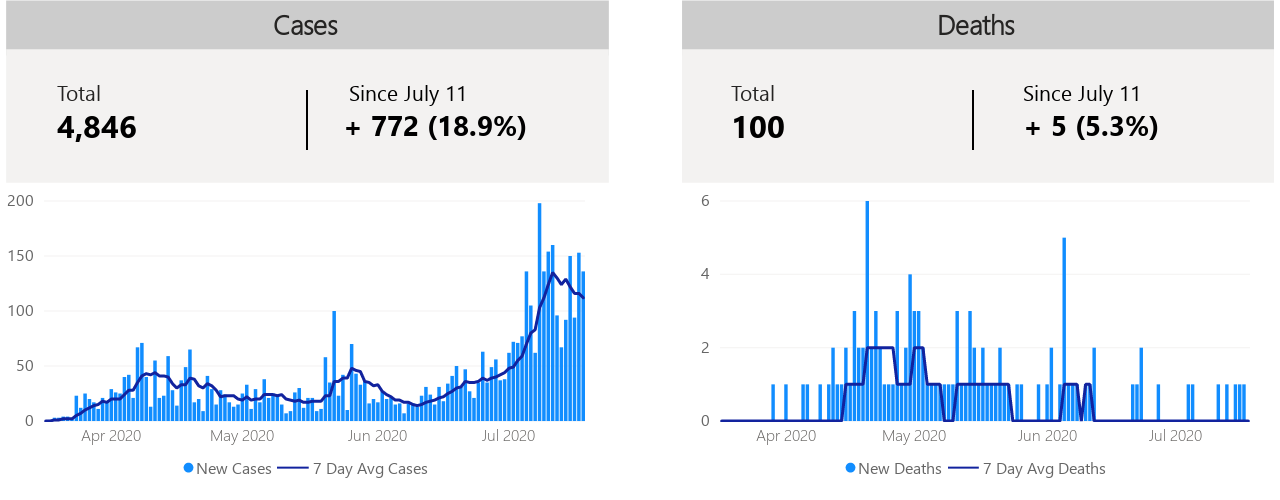 Cases
Total
4,846
Since July 11
+ 772 (18.9%)
200
150
100
50
0
Apr 2020
May 2020
Jun 2020
Jul 2020
New Cases
7 Day Avg Cases
Deaths
Total
100
Since July 11
+ 5 (5.3%)
6
4
2
0
Apr 2020
May 2020
Jun 2020
Jul 2020
New Deaths
7 Day Avg Deaths